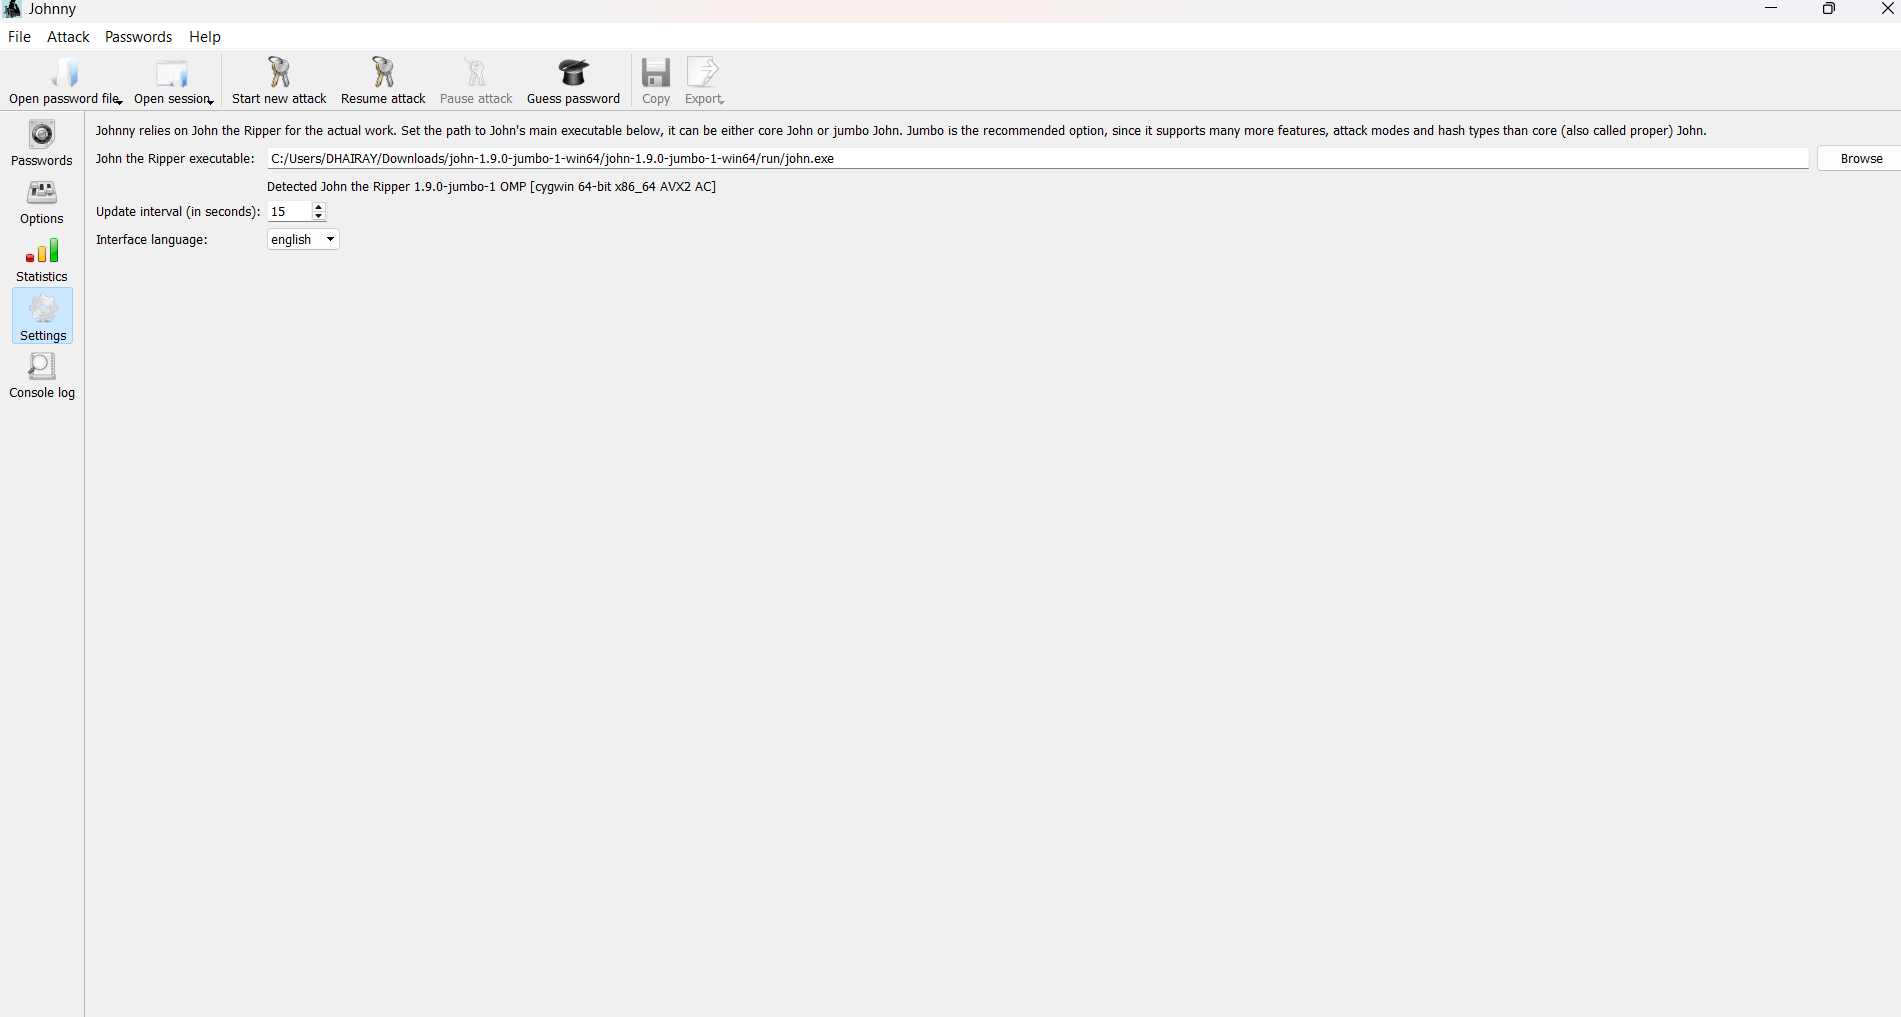 Johnny
File Attack Passwords Help
Open password file Open session Start new attack Resume attack Pause attack Guess password Copy Export
Passwords
Options
Statistics
Settings
Console log
Johnny relies on John the Ripper for the actual work. Set the path to John's main executable below, it can be either core John or jumbo John. Jumbo is the recommended option, since it supports many more features, attack modes and hash types than core (also called proper) John.
John the Ripper executable: C:/Users/DHAIRAY/Downloads/john-1.9.0-jumbo-1-win64/john-1.9.0-jumbo-1-win64/run/john.exe Browse
Detected John the Ripper 1.9.0-jumbo-1 OMP [cygwin 64-bit x86_64 AVX2 AC]
Update interval (in seconds): 15
Interface language: english